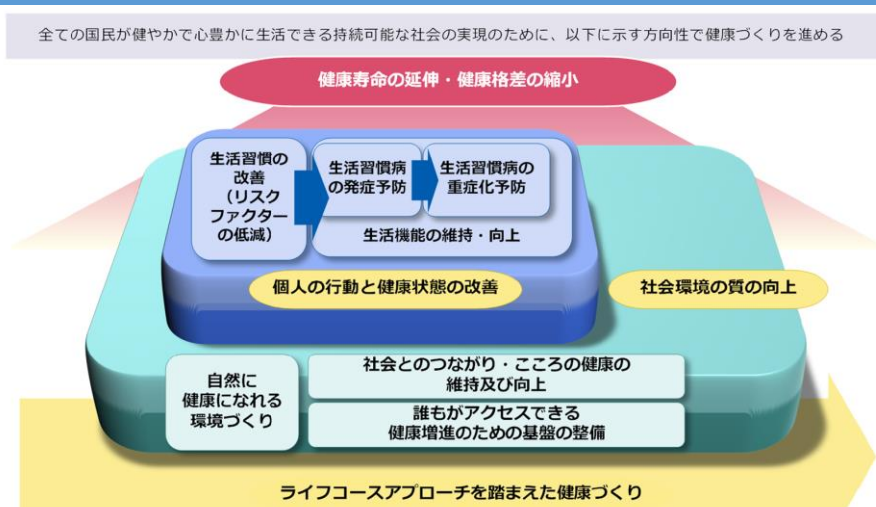 全ての国民が健やかで心豊かに生活できる持続可能な社会の実現のために、以下に示す方向性で健康づくりを進める
健康寿命の延伸・健康格差の縮小
生活習慣の
改善
（リスク
ファクター
の低減）
生活習慣病
の発症予防
生活習慣病の
重症化予防
生活機能の維持・向上
個人の行動と健康状態の改善
社会環境の質の向上
自然に
健康になれる
環境づくり
社会とのつながり・こころの健康の
維持及び向上
誰もがアクセスできる
健康増進のための基盤の整備
ライフコースアプローチを踏まえた健康づくり